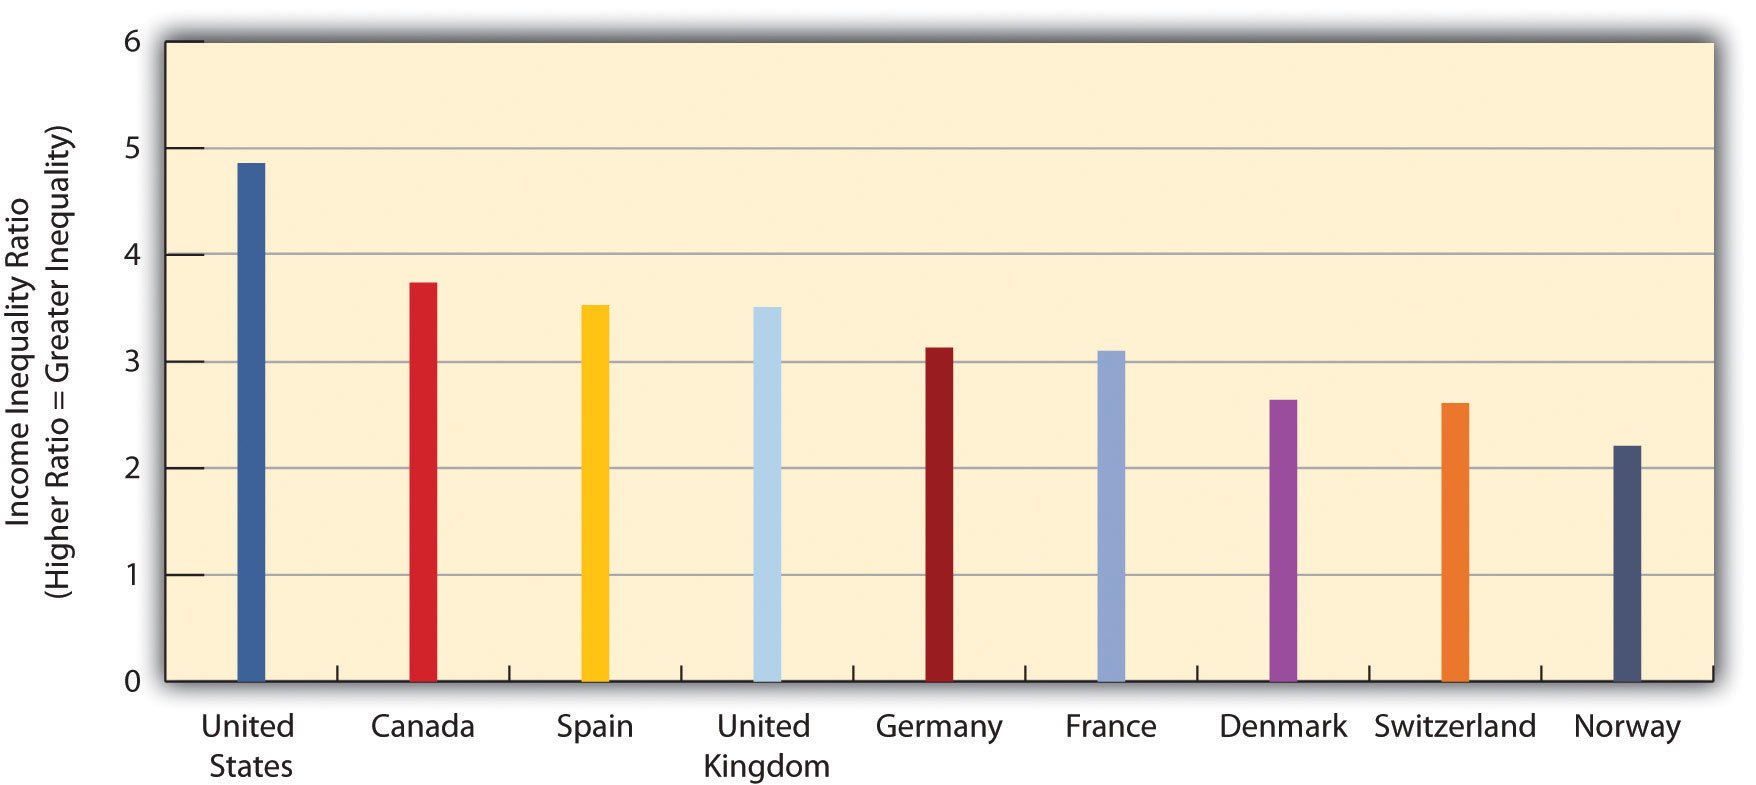 Income Inequality Ratio
(Higher Ratio = Greater Inequality)
6
5
4
3
2
1
0
United
States
Canada
Spain
United
Kingdom
Germany
France
Denmark
Switzerland
Norway